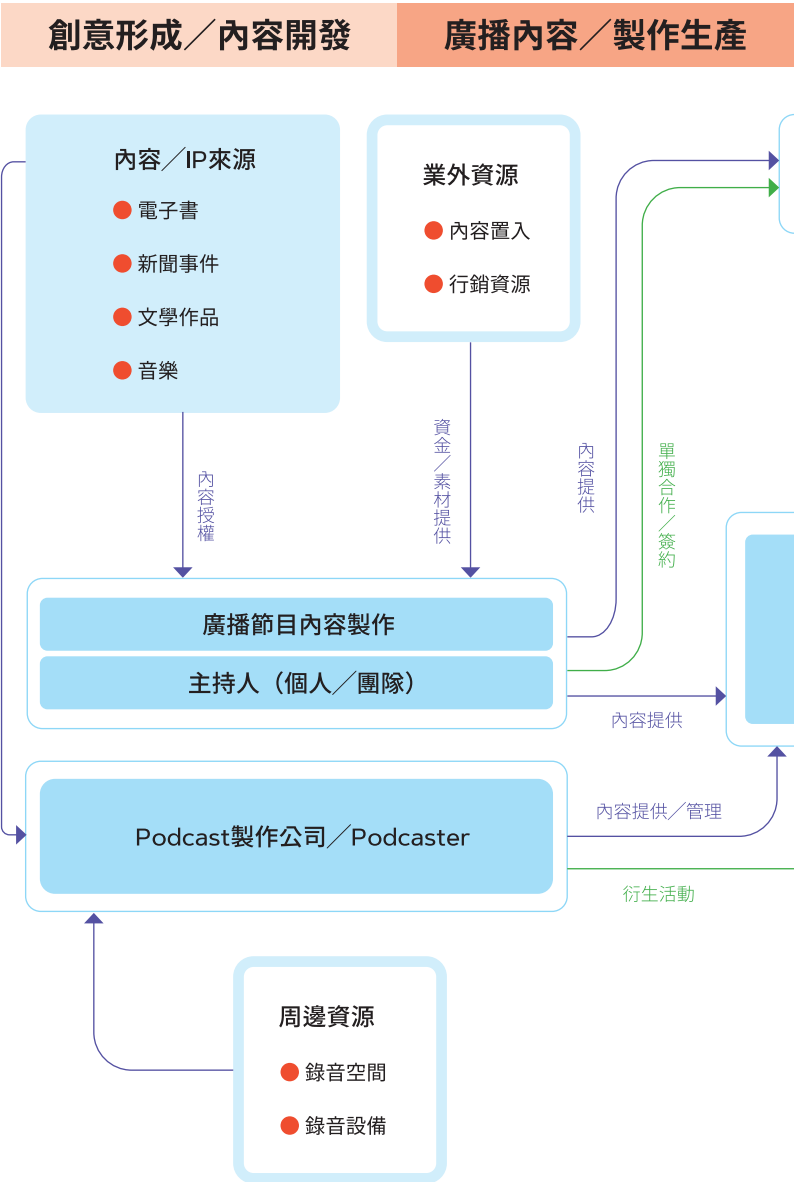 創意形成／內容開發
廣播內容／製作生產
內容／IP來源
電子書
新聞事件
文學作品
音樂
業外資源
內容置入
行銷資源
內容授權
資金／素材提供
內容提供
單獨合作／簽約
廣播節目內容製作
主持人（個人／團隊）
內容提供
Podcast製作公司／Podcaster
內容提供／管理
衍生活動
周邊資源
錄音空間
錄音設備